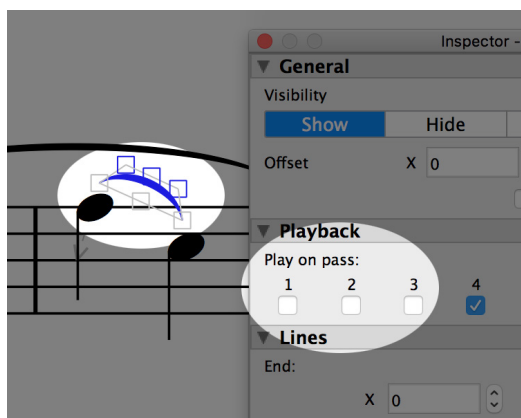 Inspector -
General
Visibility
Show Hide
Offset X 0
Playback
Play on pass:
1 2 3 4
Lines
End:
X 0